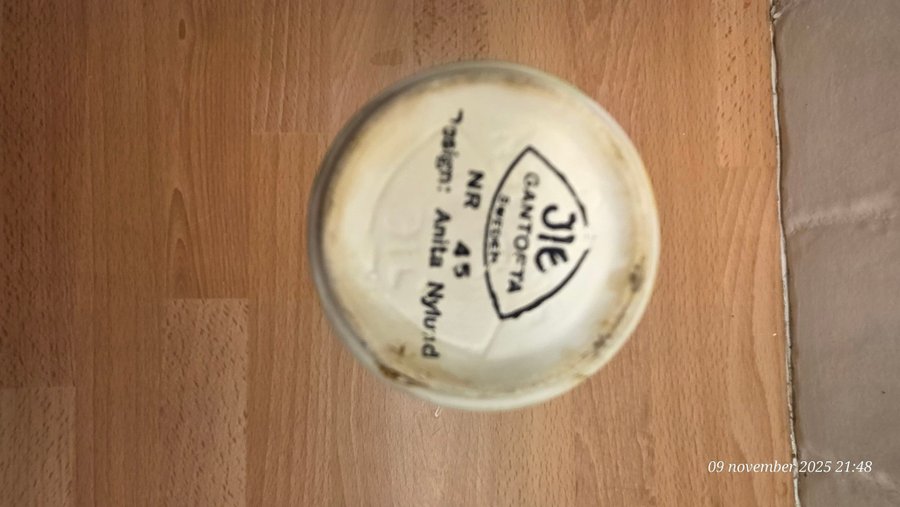 JIE
GANTOFTA
SWEDEN
NR 45
Design: Anita Nylund
09 november 2025 21:48